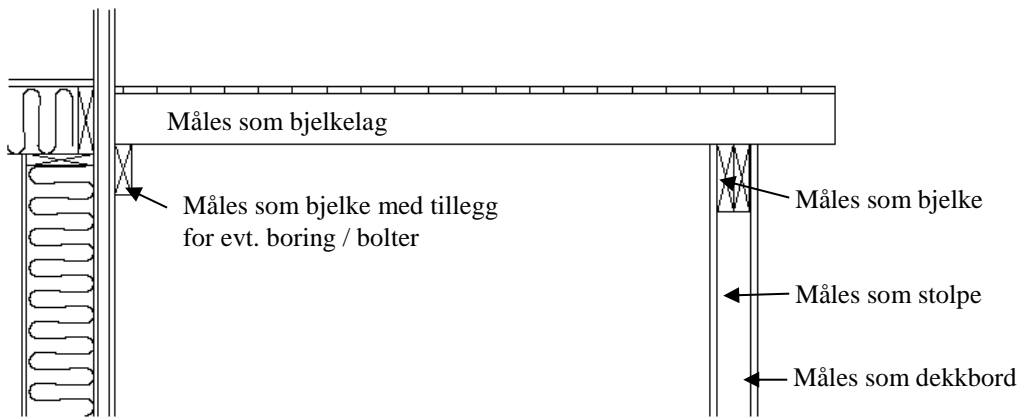 Måles som bjelkelag
Måles som bjelke med tillegg
for evt. boring / bolter
Måles som bjelke
Måles som stolpe
Måles som dekkbord